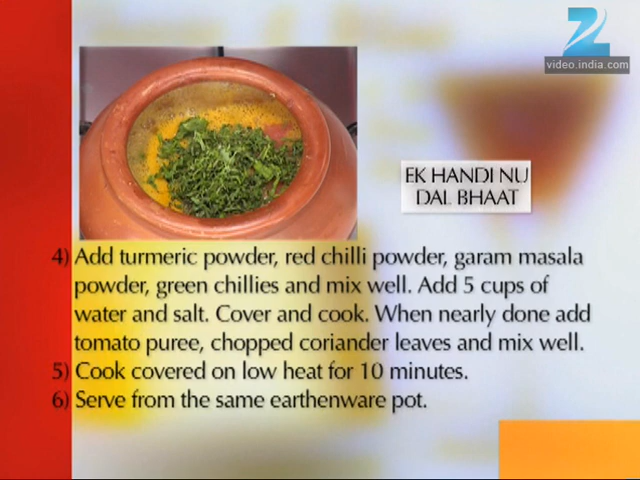 Z
video.india.com
EK HANDI NU
DAL BHAAT
4) Add turmeric powder, red chilli powder, garam masala
powder, green chillies and mix well. Add 5 cups of
water and salt. Cover and cook. When nearly done add
tomato puree, chopped coriander leaves and mix well.
5) Cook covered on low heat for 10 minutes.
6) Serve from the same earthenware pot.